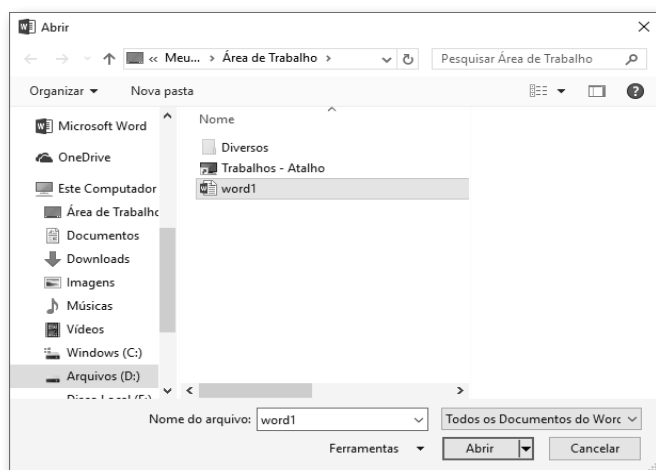 Abrir
« Meu... > Área de Trabalho >
Pesquisar Área de Trabalho
Organizar
Nova pasta
Microsoft Word
OneDrive
Este Computador
Área de Trabalho
Documentos
Downloads
Imagens
Músicas
Vídeos
Windows (C:)
Arquivos (D:)
Nome
Diversos
Trabalhos - Atalho
word1
Nome do arquivo: word1
Todos os Documentos do Word
Ferramentas
Abrir
Cancelar